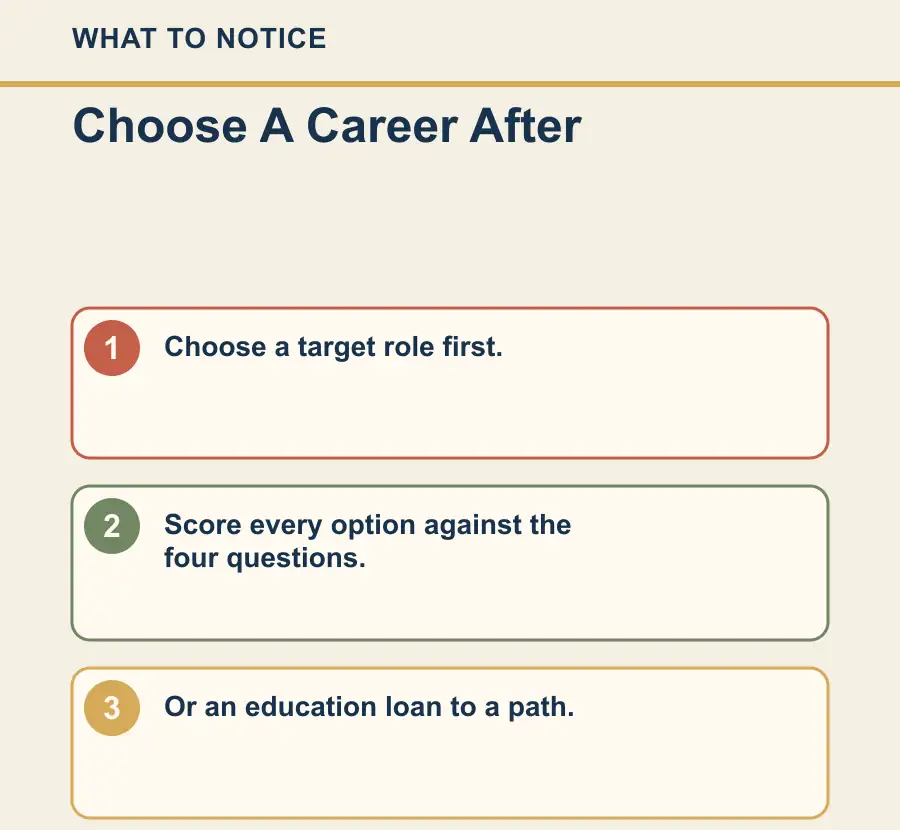 WHAT TO NOTICE
Choose A Career After
1
Choose a target role first.
2
Score every option against the
four questions.
3
Or an education loan to a path.